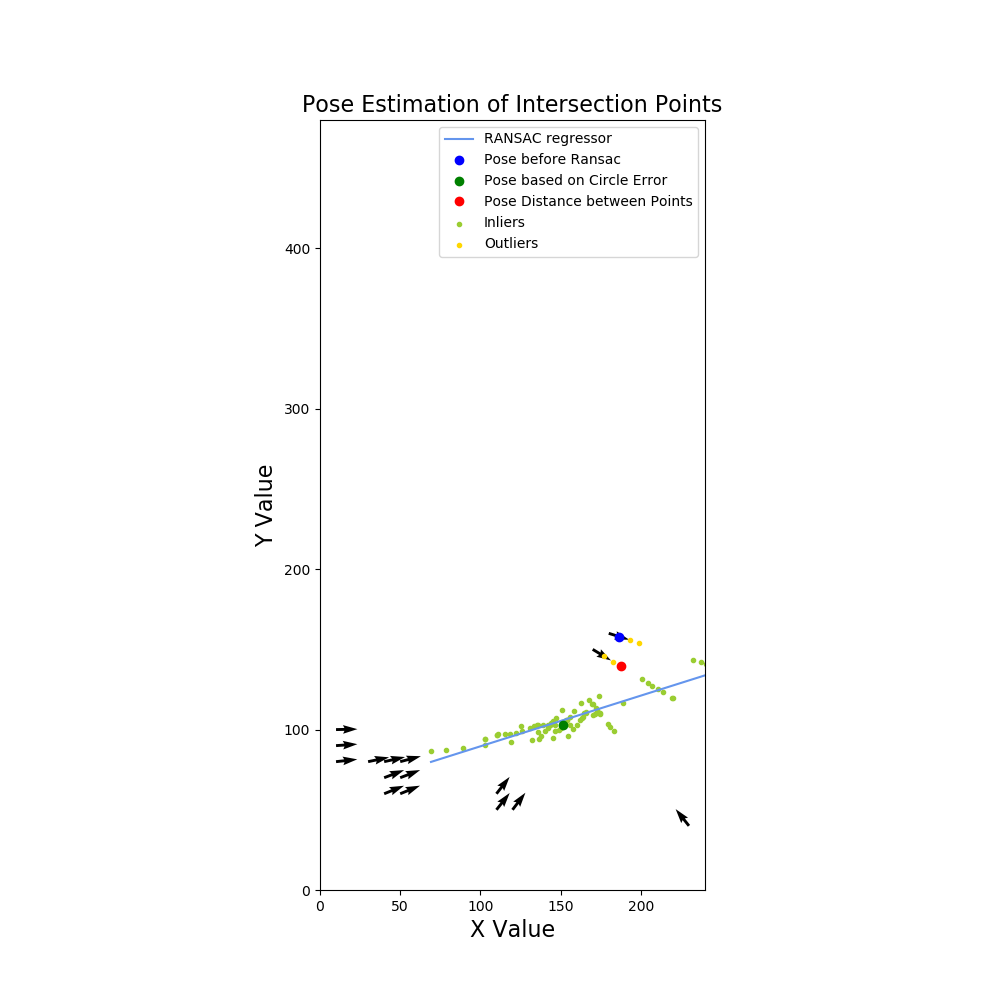 Pose Estimation of Intersection Points
RANSAC regressor
Pose before Ransac
Pose based on Circle Error
Pose Distance between Points
Inliers
Outliers
400
300
200
100
0
Y Value
0 50 100 150 200
X Value